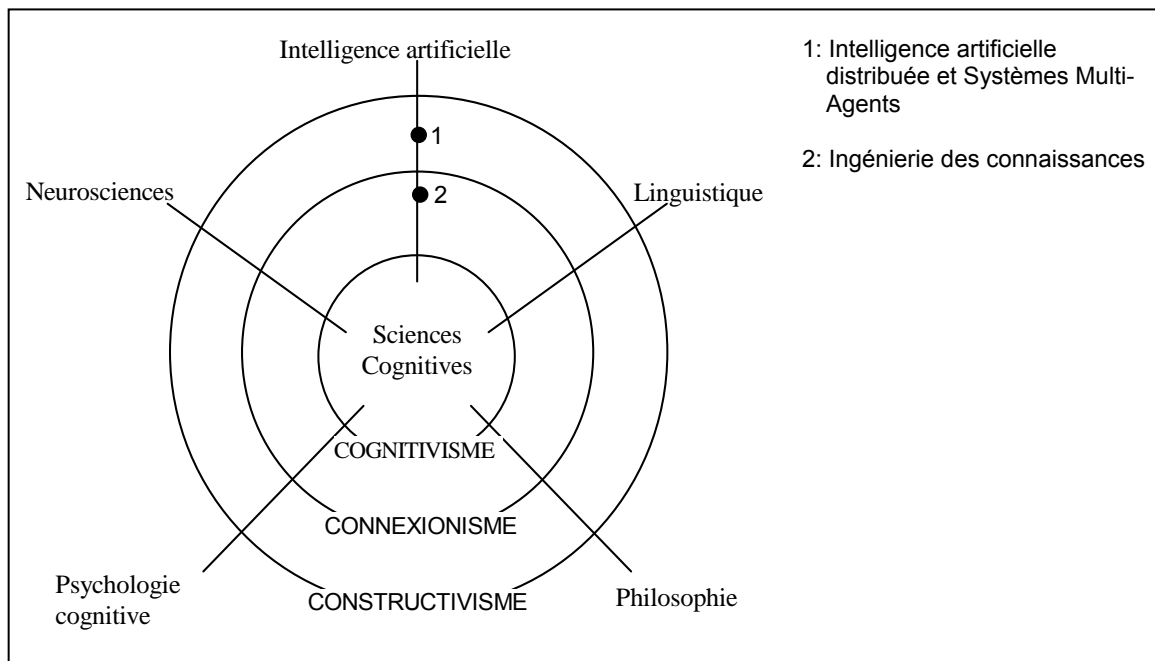 Intelligence artificielle
1: Intelligence artificielle
distribuée et Systèmes Multi-
Agents
1
2: Ingénierie des connaissances
Neurosciences
2
Linguistique
Sciences
Cognitives
COGNITIVISME
CONNEXIONISME
Psychologie
cognitive
CONSTRUCTIVISME
Philosophie